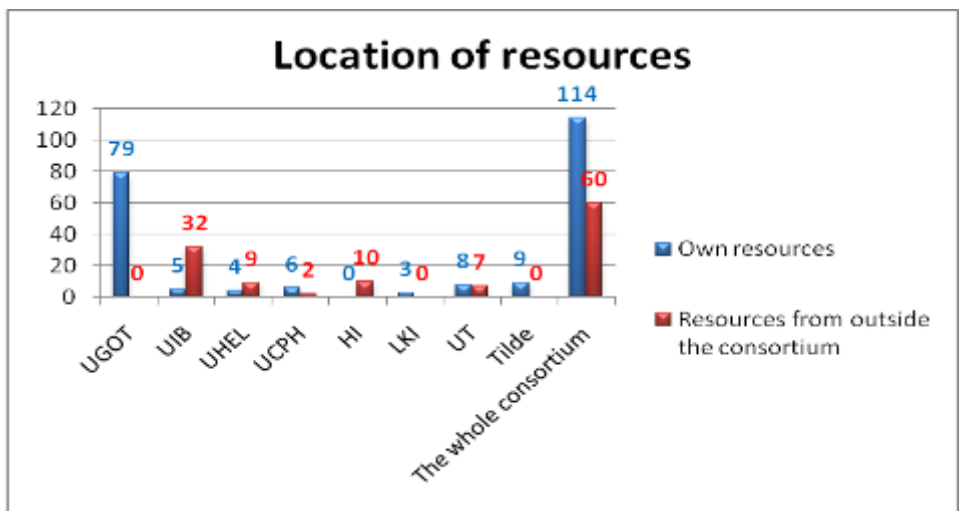 Location of resources
120
100
80
60
40
20
0
79
0
5
32
4
9
6
2
0
10
3
0
8
7
9
0
114
60
UGOT
UIB
UHEL
UCPH
HI
LKI
UT
Tilde
The whole consortium
Own resources
Resources from outside
the consortium